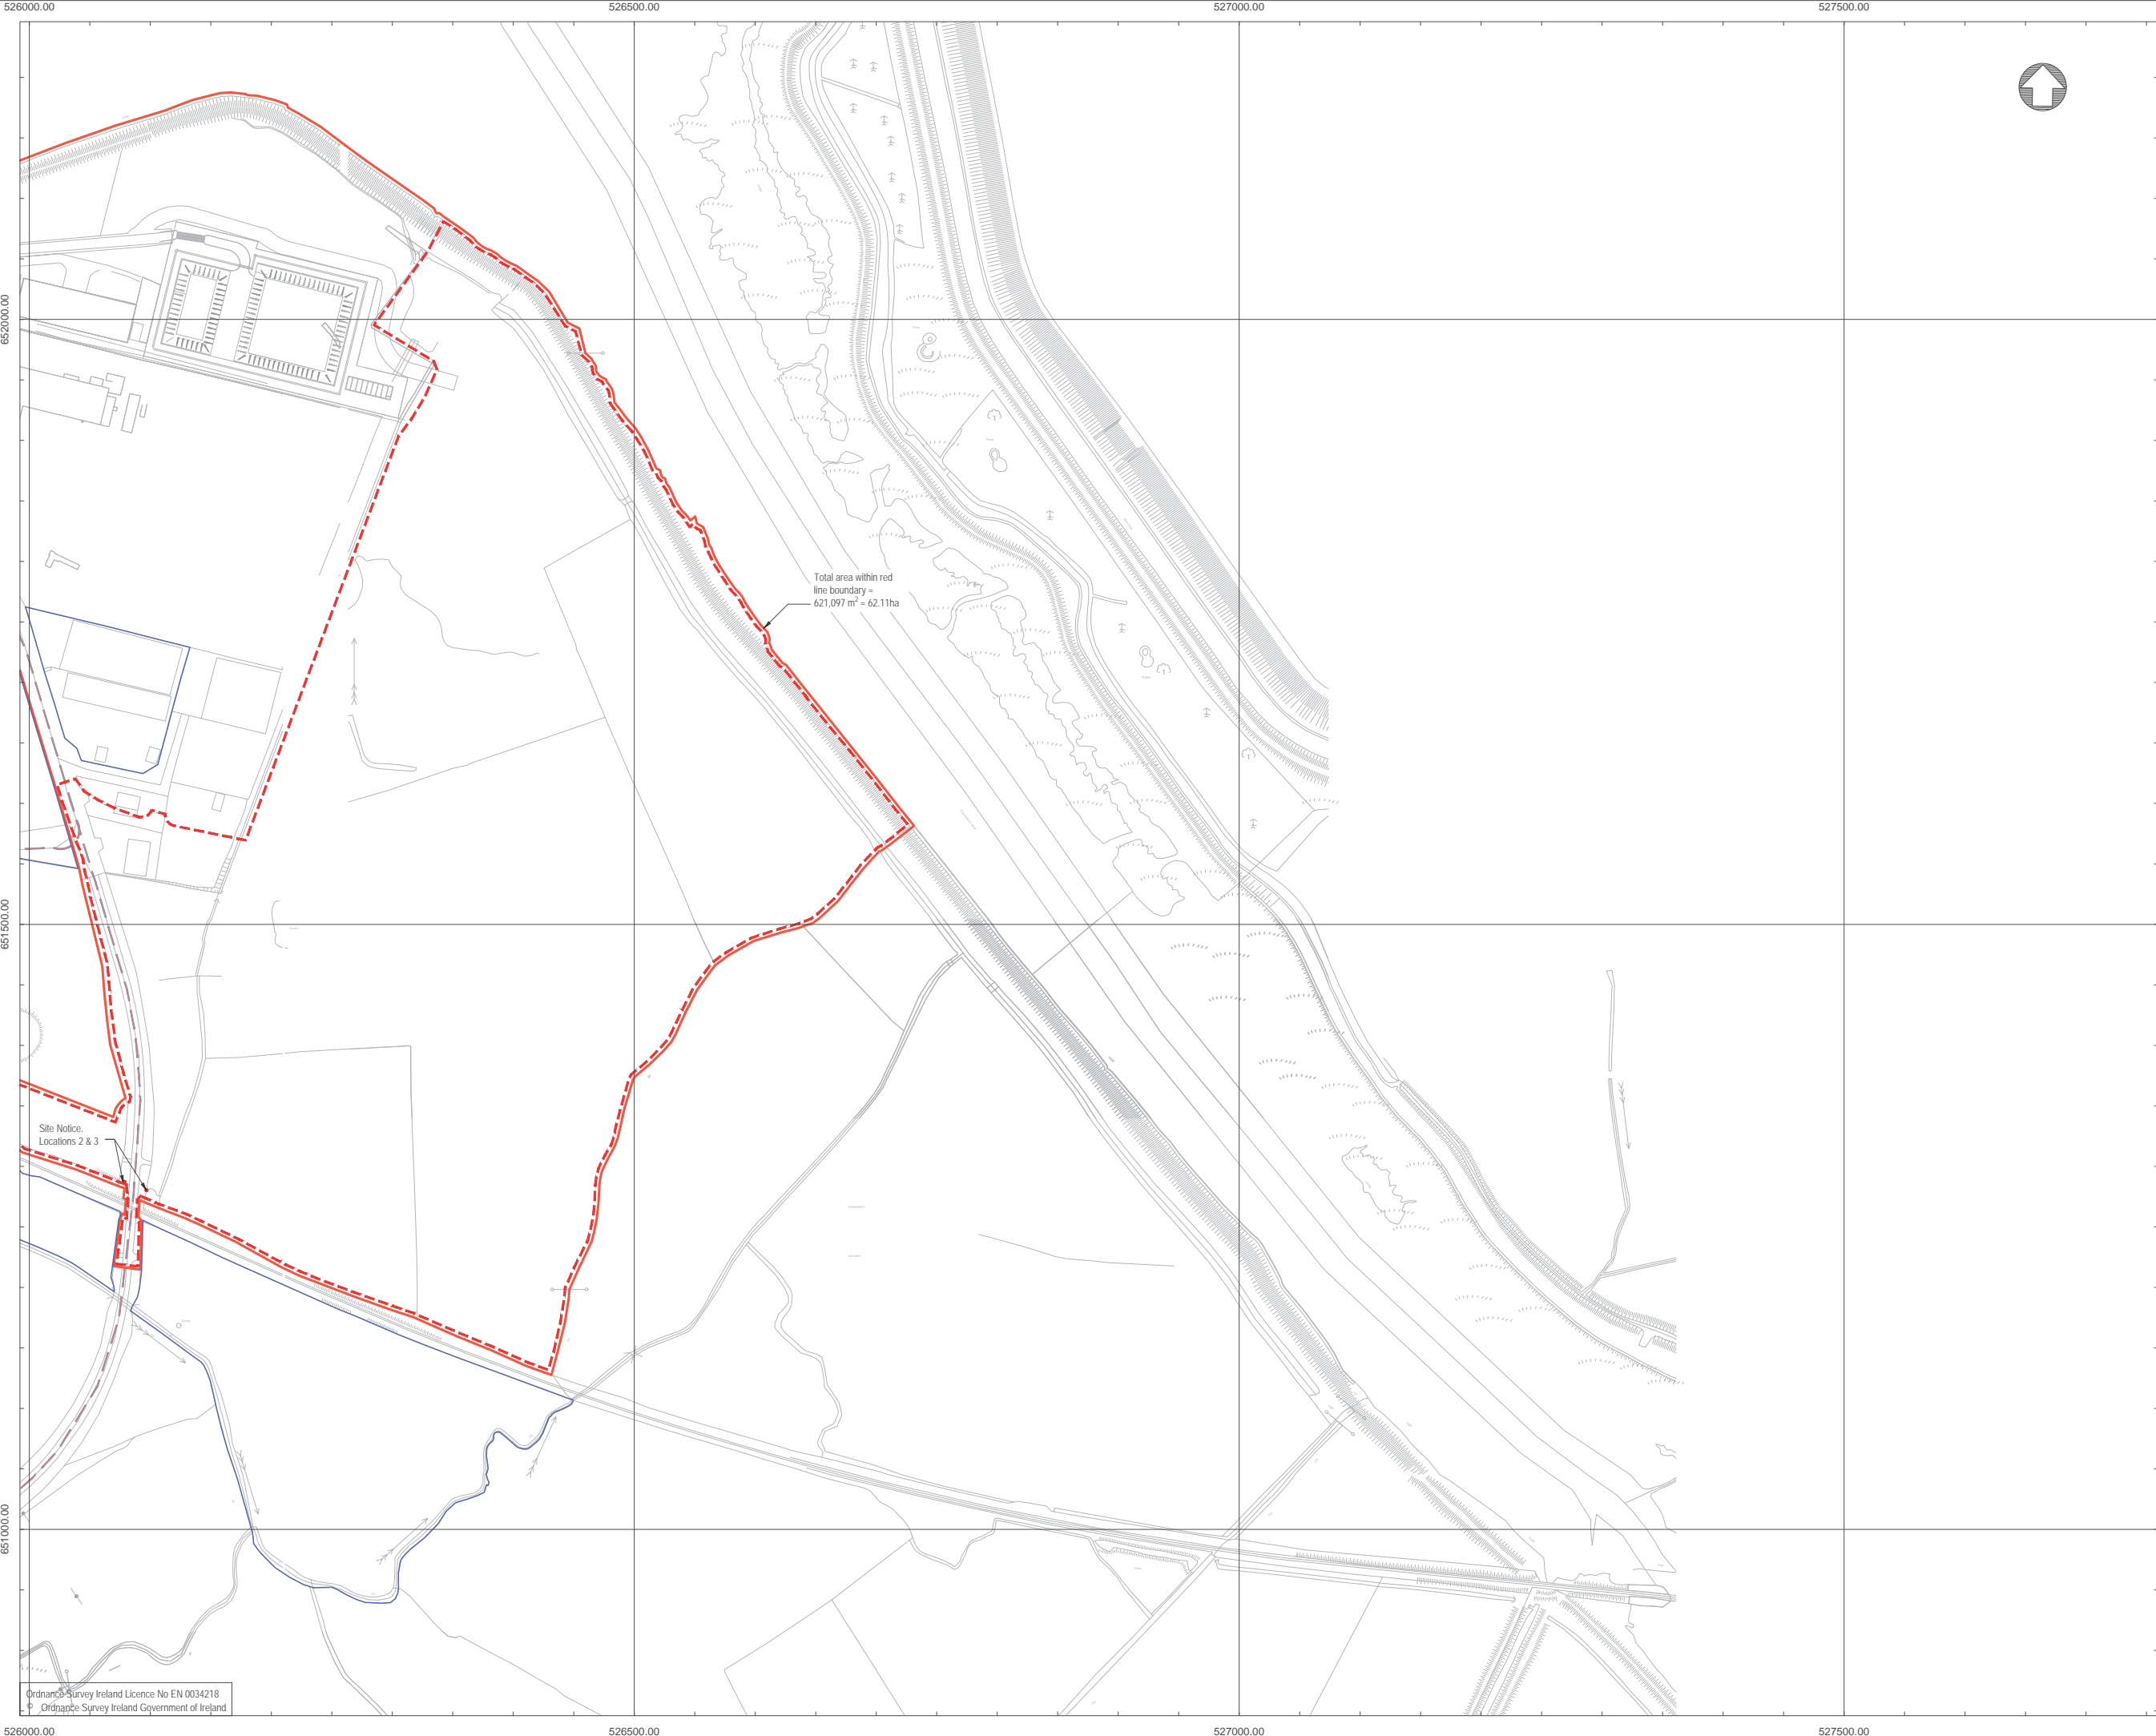 526000.00
526500.00
527000.00
527500.00
652000.00
Total area within red
line boundary =
621,097 m² = 62.11ha
651500.00
Site Notice.
Locations 2 & 3
651000.00
Ordnance Survey Ireland Licence No EN 0034218
© Ordnance Survey Ireland Government of Ireland
526000.00
526500.00
527000.00
527500.00